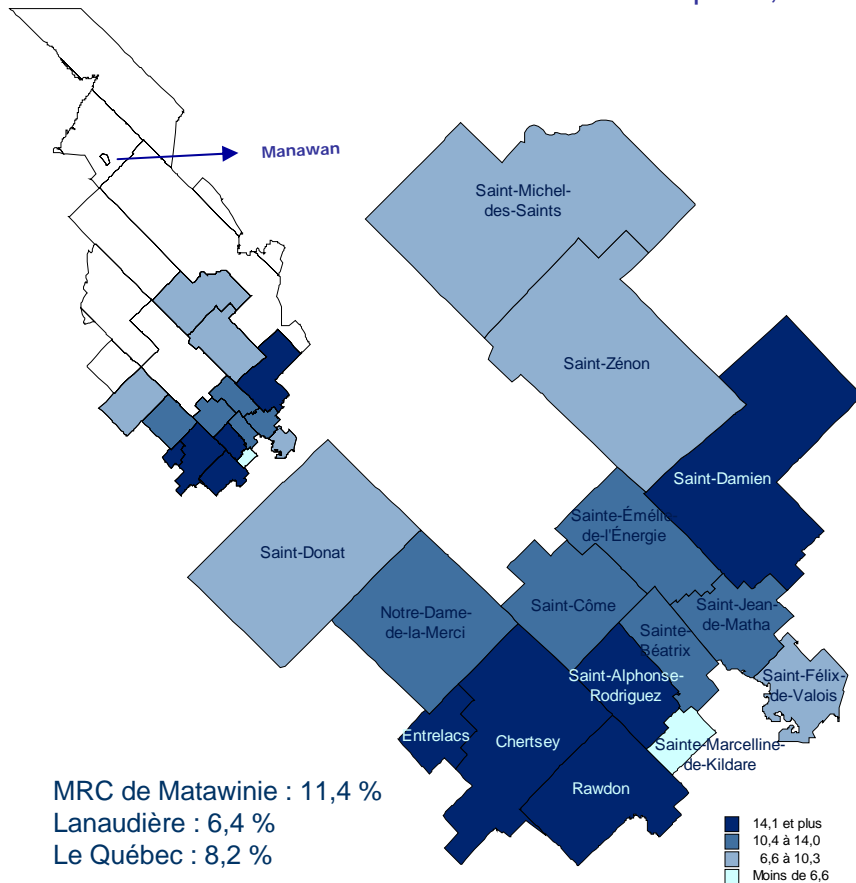 Manawan
Saint-Michel-
des-Saints
Saint-Zénon
Saint-Damien
Sainte-Émélie-
de-l'Énergie
Saint-Donat
Saint-Côme
Saint-Jean-
de-Matha
Notre-Dame-
de-la-Merci
Sainte-
Béatrix
Saint-Alphonse-
Rodriguez
Saint-Félix-
de-Valois
Entrelacs
Chertsey
Sainte-Marcelline-
de-Kildare
Rawdon
MRC de Matawinie : 11,4 %
Lanaudière : 6,4 %
Le Québec : 8,2 %
14,1 et plus
10,4 à 14,0
6,6 à 10,3
Moins de 6,6